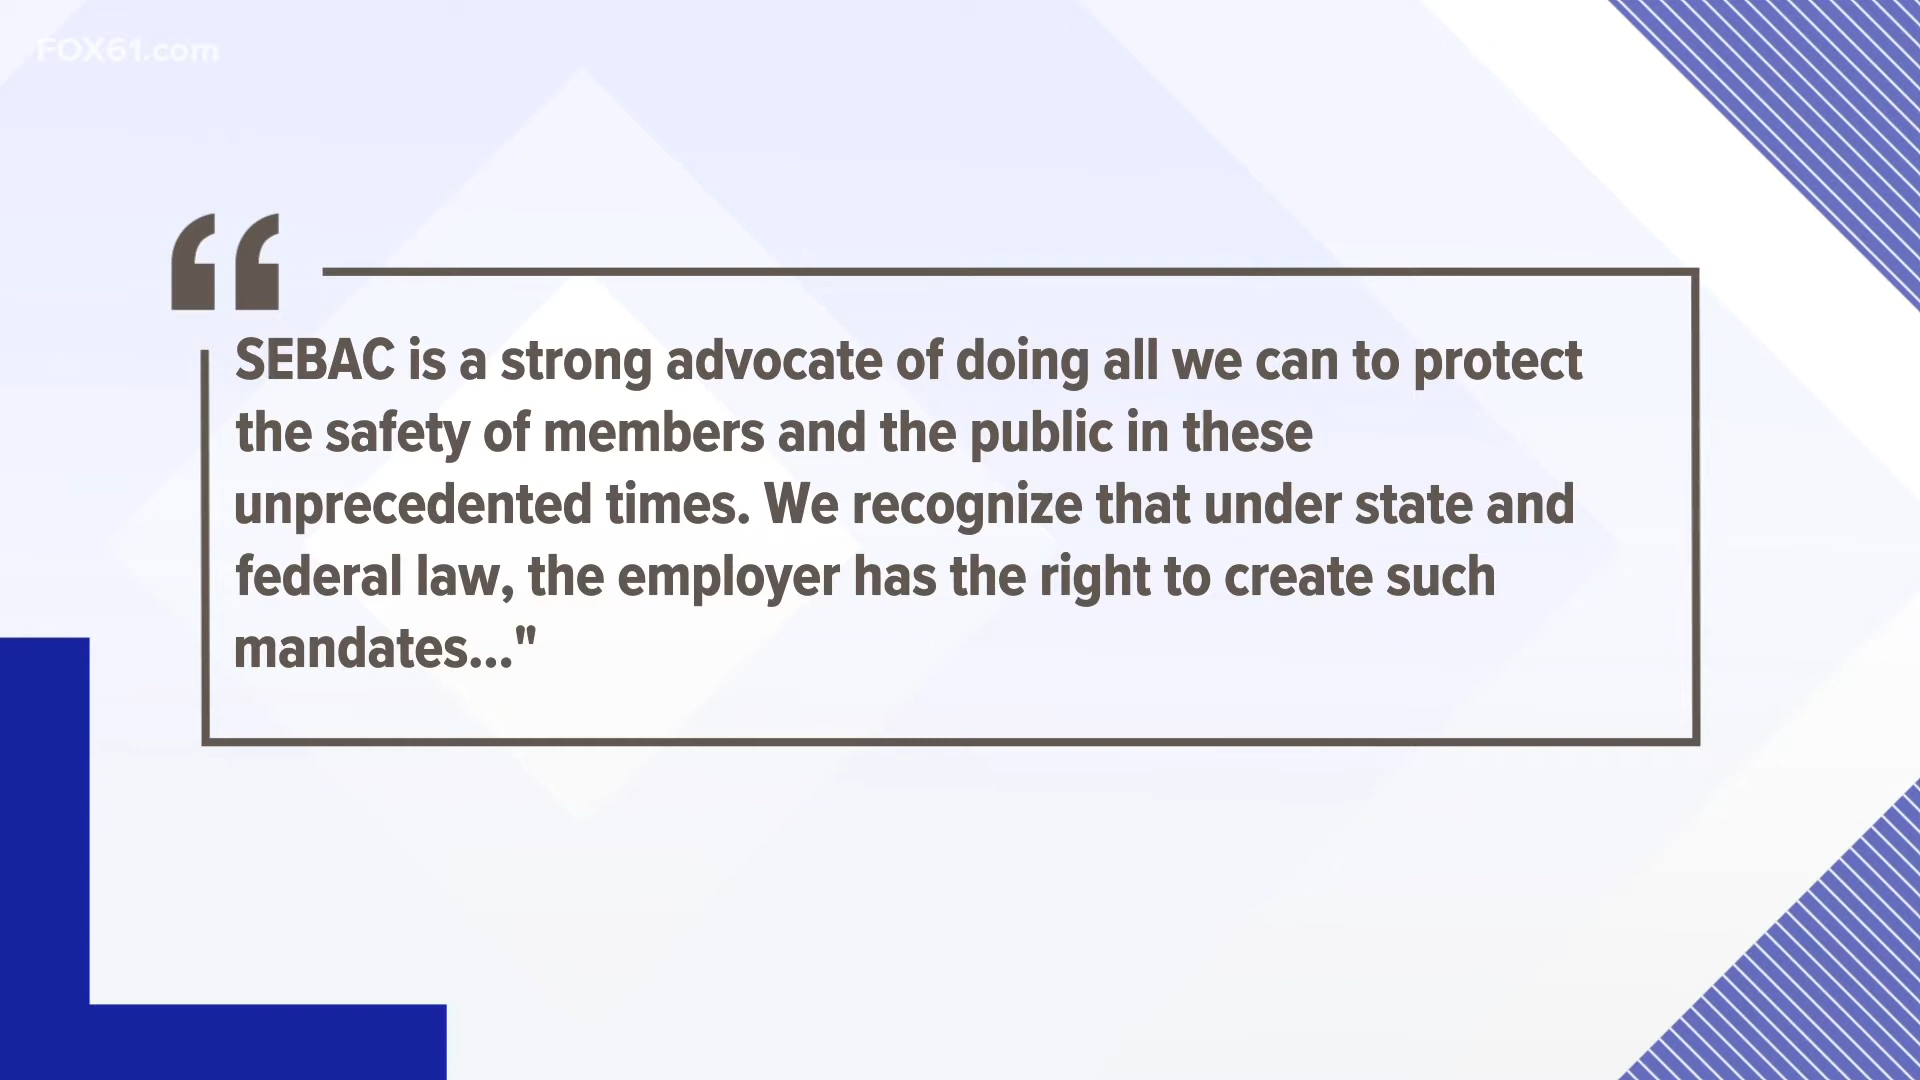 FOX61.com
“
SEBAC is a strong advocate of doing all we can to protect
the safety of members and the public in these
unprecedented times. We recognize that under state and
federal law, the employer has the right to create such
mandates..."